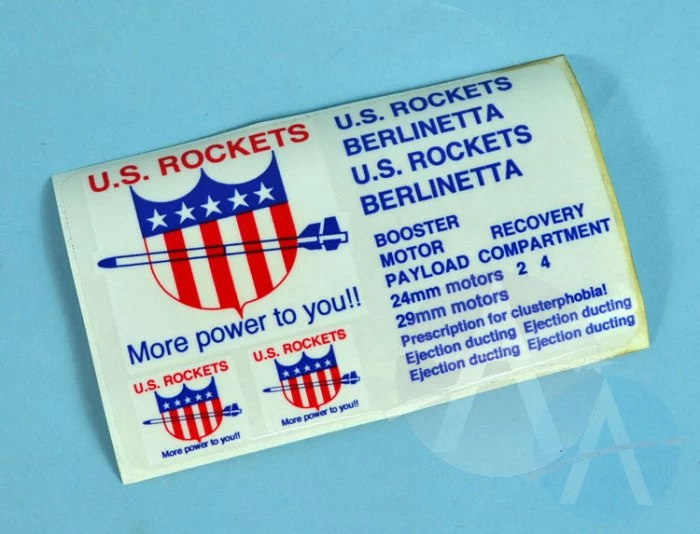 U.S. ROCKETS
More power to you!!
U.S. ROCKETS
More power to you!!
U.S. ROCKETS
More power to you!!
U.S. ROCKETS
BERLINETTA
U.S. ROCKETS
BERLINETTA
BOOSTER
MOTOR RECOVERY
PAYLOAD COMPARTMENT
24mm motors 2 4
29mm motors
Prescription for clusterphobia!
Ejection ducting Ejection ducting
Ejection ducting Ejection ducting
AA